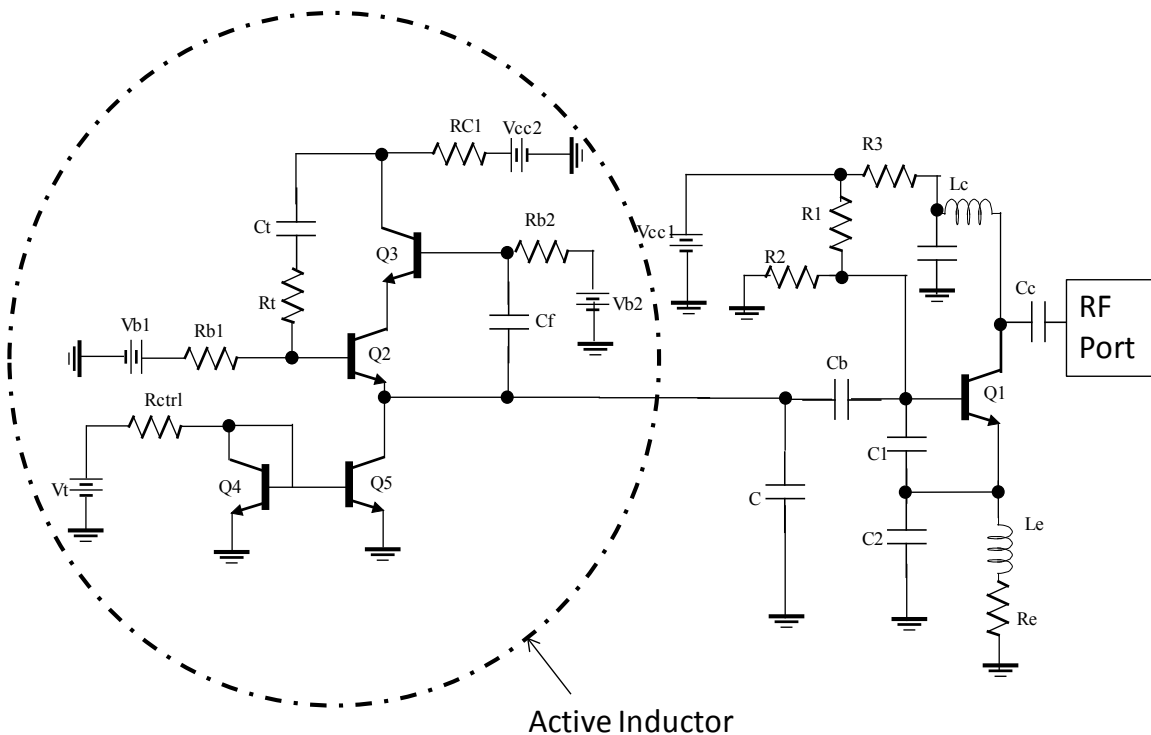 RC1
Vcc2
R3
Lc
Ct
Rb2
R1
Vcc1
Q3
R2
Cc
RF
Port
Rt
Vb2
Vb1
Rb1
Cf
Q2
Cb
Q1
Rctrl
C1
Vt
Q4
Q5
C
C2
Le
Re
Active Inductor